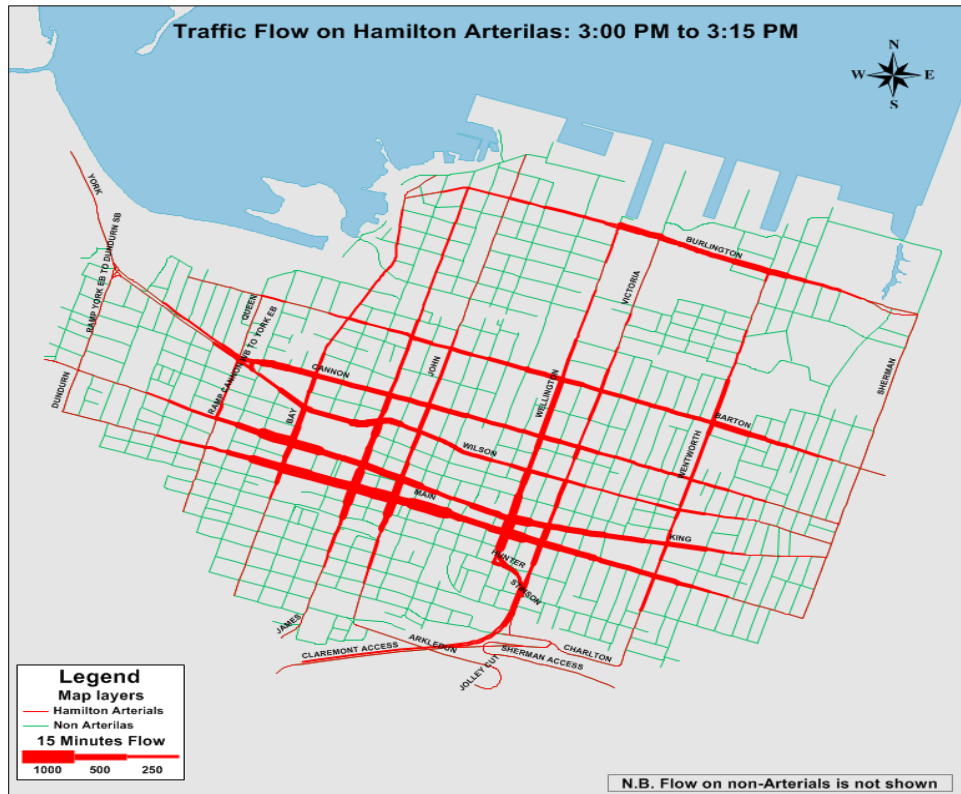 Traffic Flow on Hamilton Arterilas: 3:00 PM to 3:15 PM
N
W E
S
YORK
RAMP YORK EB TO DUNDURN SB
BURLINGTON
QUEEN
VICTORIA
RAMP CANNON WB TO YORK EB
CANNON
JOHN
SHERMAN
DUNDURN
BAY
WELLINGTON
BARTON
WILSON
WENTWORTH
MAIN
KING
HUNTER
STINSON
JAMES
ARKLEDUN
CLAREMONT ACCESS
CHARLTON
SHERMAN ACCESS
JOLLEY CUT
Legend
Map layers
Hamilton Arterials
Non Arterilas
15 Minutes Flow
1000 500 250
N.B. Flow on non-Arterials is not shown